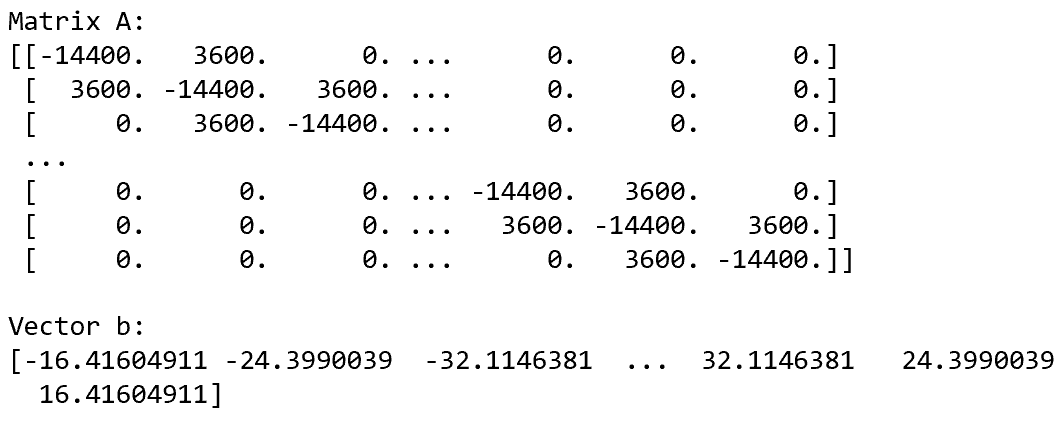 Matrix A:
[[-14400. 3600. 0. ... 0. 0. 0.]
[ 3600. -14400. 3600. ... 0. 0. 0.]
[ 0. 3600. -14400. ... 0. 0. 0.]
...
[ 0. 0. 0. ... -14400. 3600. 0.]
[ 0. 0. 0. ... 3600. -14400. 3600.]
[ 0. 0. 0. ... 0. 3600. -14400.]]
Vector b:
[-16.41604911 -24.3990039 -32.1146381 ... 32.1146381 24.3990039
16.41604911]